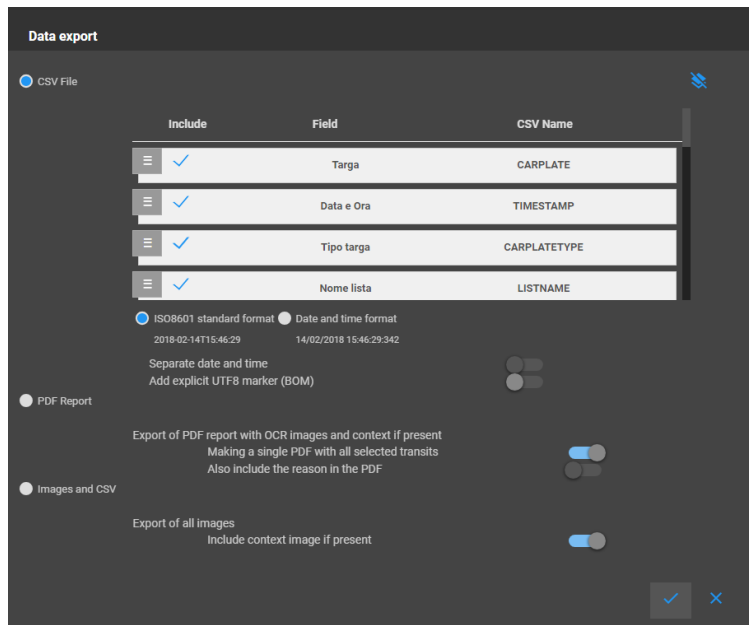 Data export
CSV File
Include Field CSV Name
Targa CARPLATE
Data e Ora TIMESTAMP
Tipo targa CARPLATETYPE
Nome lista LISTNAME
ISO8601 standard format Date and time format
2018-02-14T15:46:29 14/02/2018 15:46:29:342
Separate date and time
Add explicit UTF8 marker (BOM)
PDF Report
Export of PDF report with OCR images and context if present
Making a single PDF with all selected transits
Also include the reason in the PDF
Images and CSV
Export of all images
Include context image if present